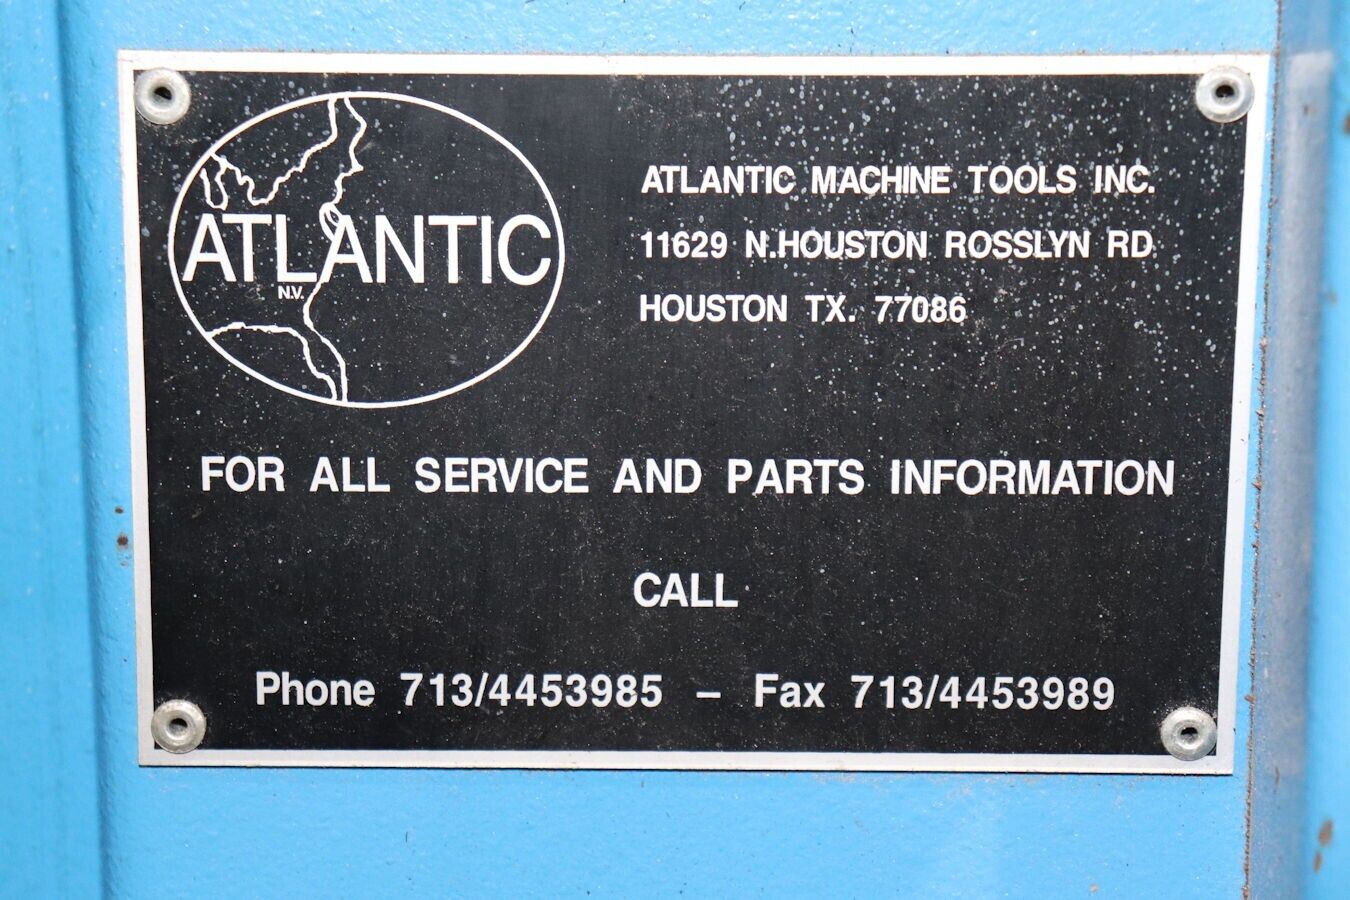 ATLANTIC
N.V.
ATLANTIC MACHINE TOOLS INC.
11629 N.HOUSTON ROSSLYN RD
HOUSTON TX. 77086
FOR ALL SERVICE AND PARTS INFORMATION
CALL
Phone 713/4453985 – Fax 713/4453989